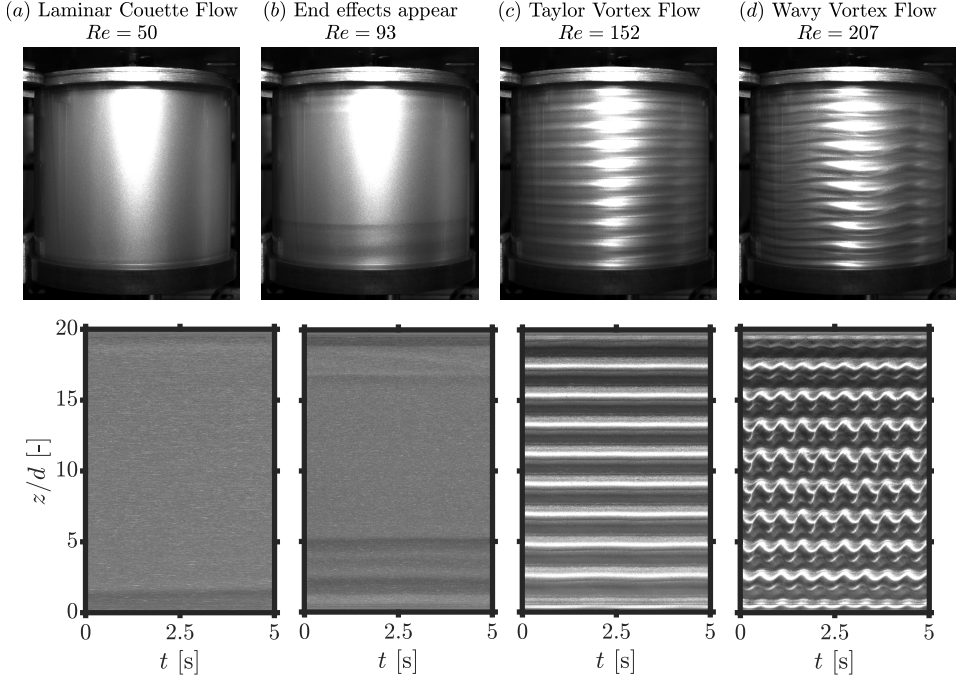 (a) Laminar Couette Flow
Re = 50
(b) End effects appear
Re = 93
(c) Taylor Vortex Flow
Re = 152
(d) Wavy Vortex Flow
Re = 207
z/d [-]
20
15
10
5
0
0 2.5 5
t [s]
0 2.5 5
t [s]
0 2.5 5
t [s]
0 2.5 5
t [s]